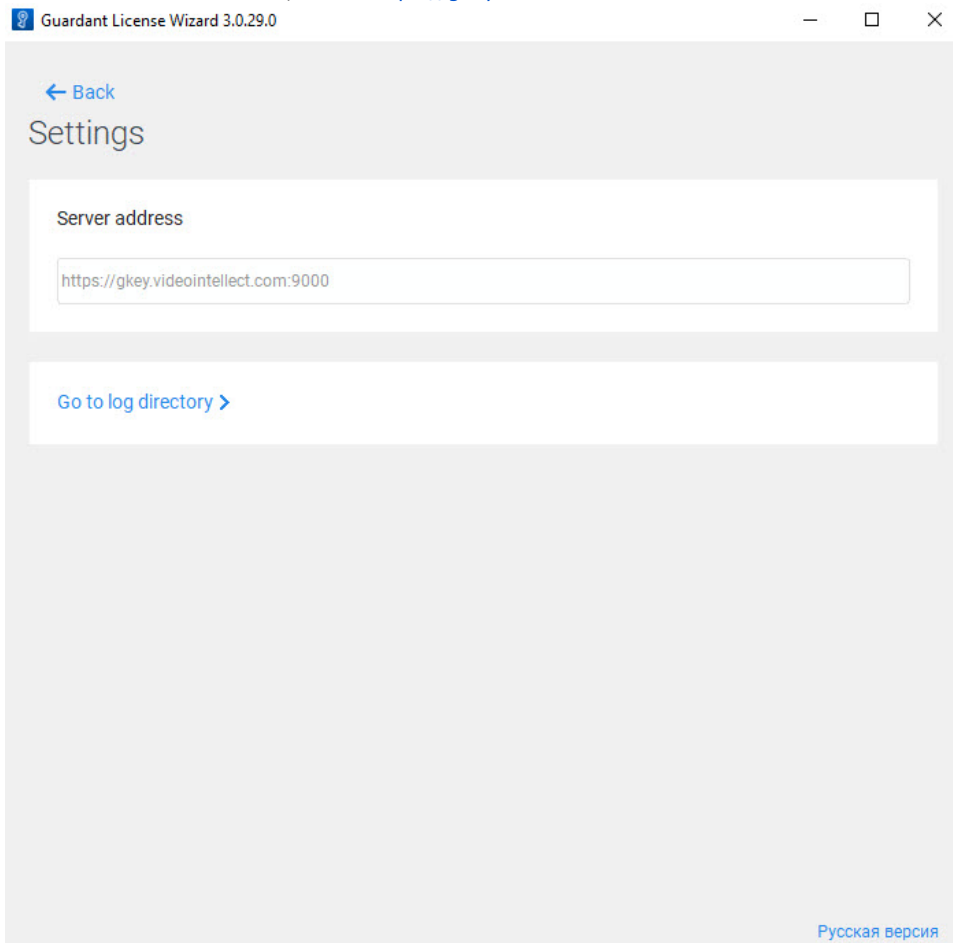 Guardant License Wizard 3.0.29.0
Back
Settings
Server address
https://gkey.videointellect.com:9000
Go to log directory
Русская версия